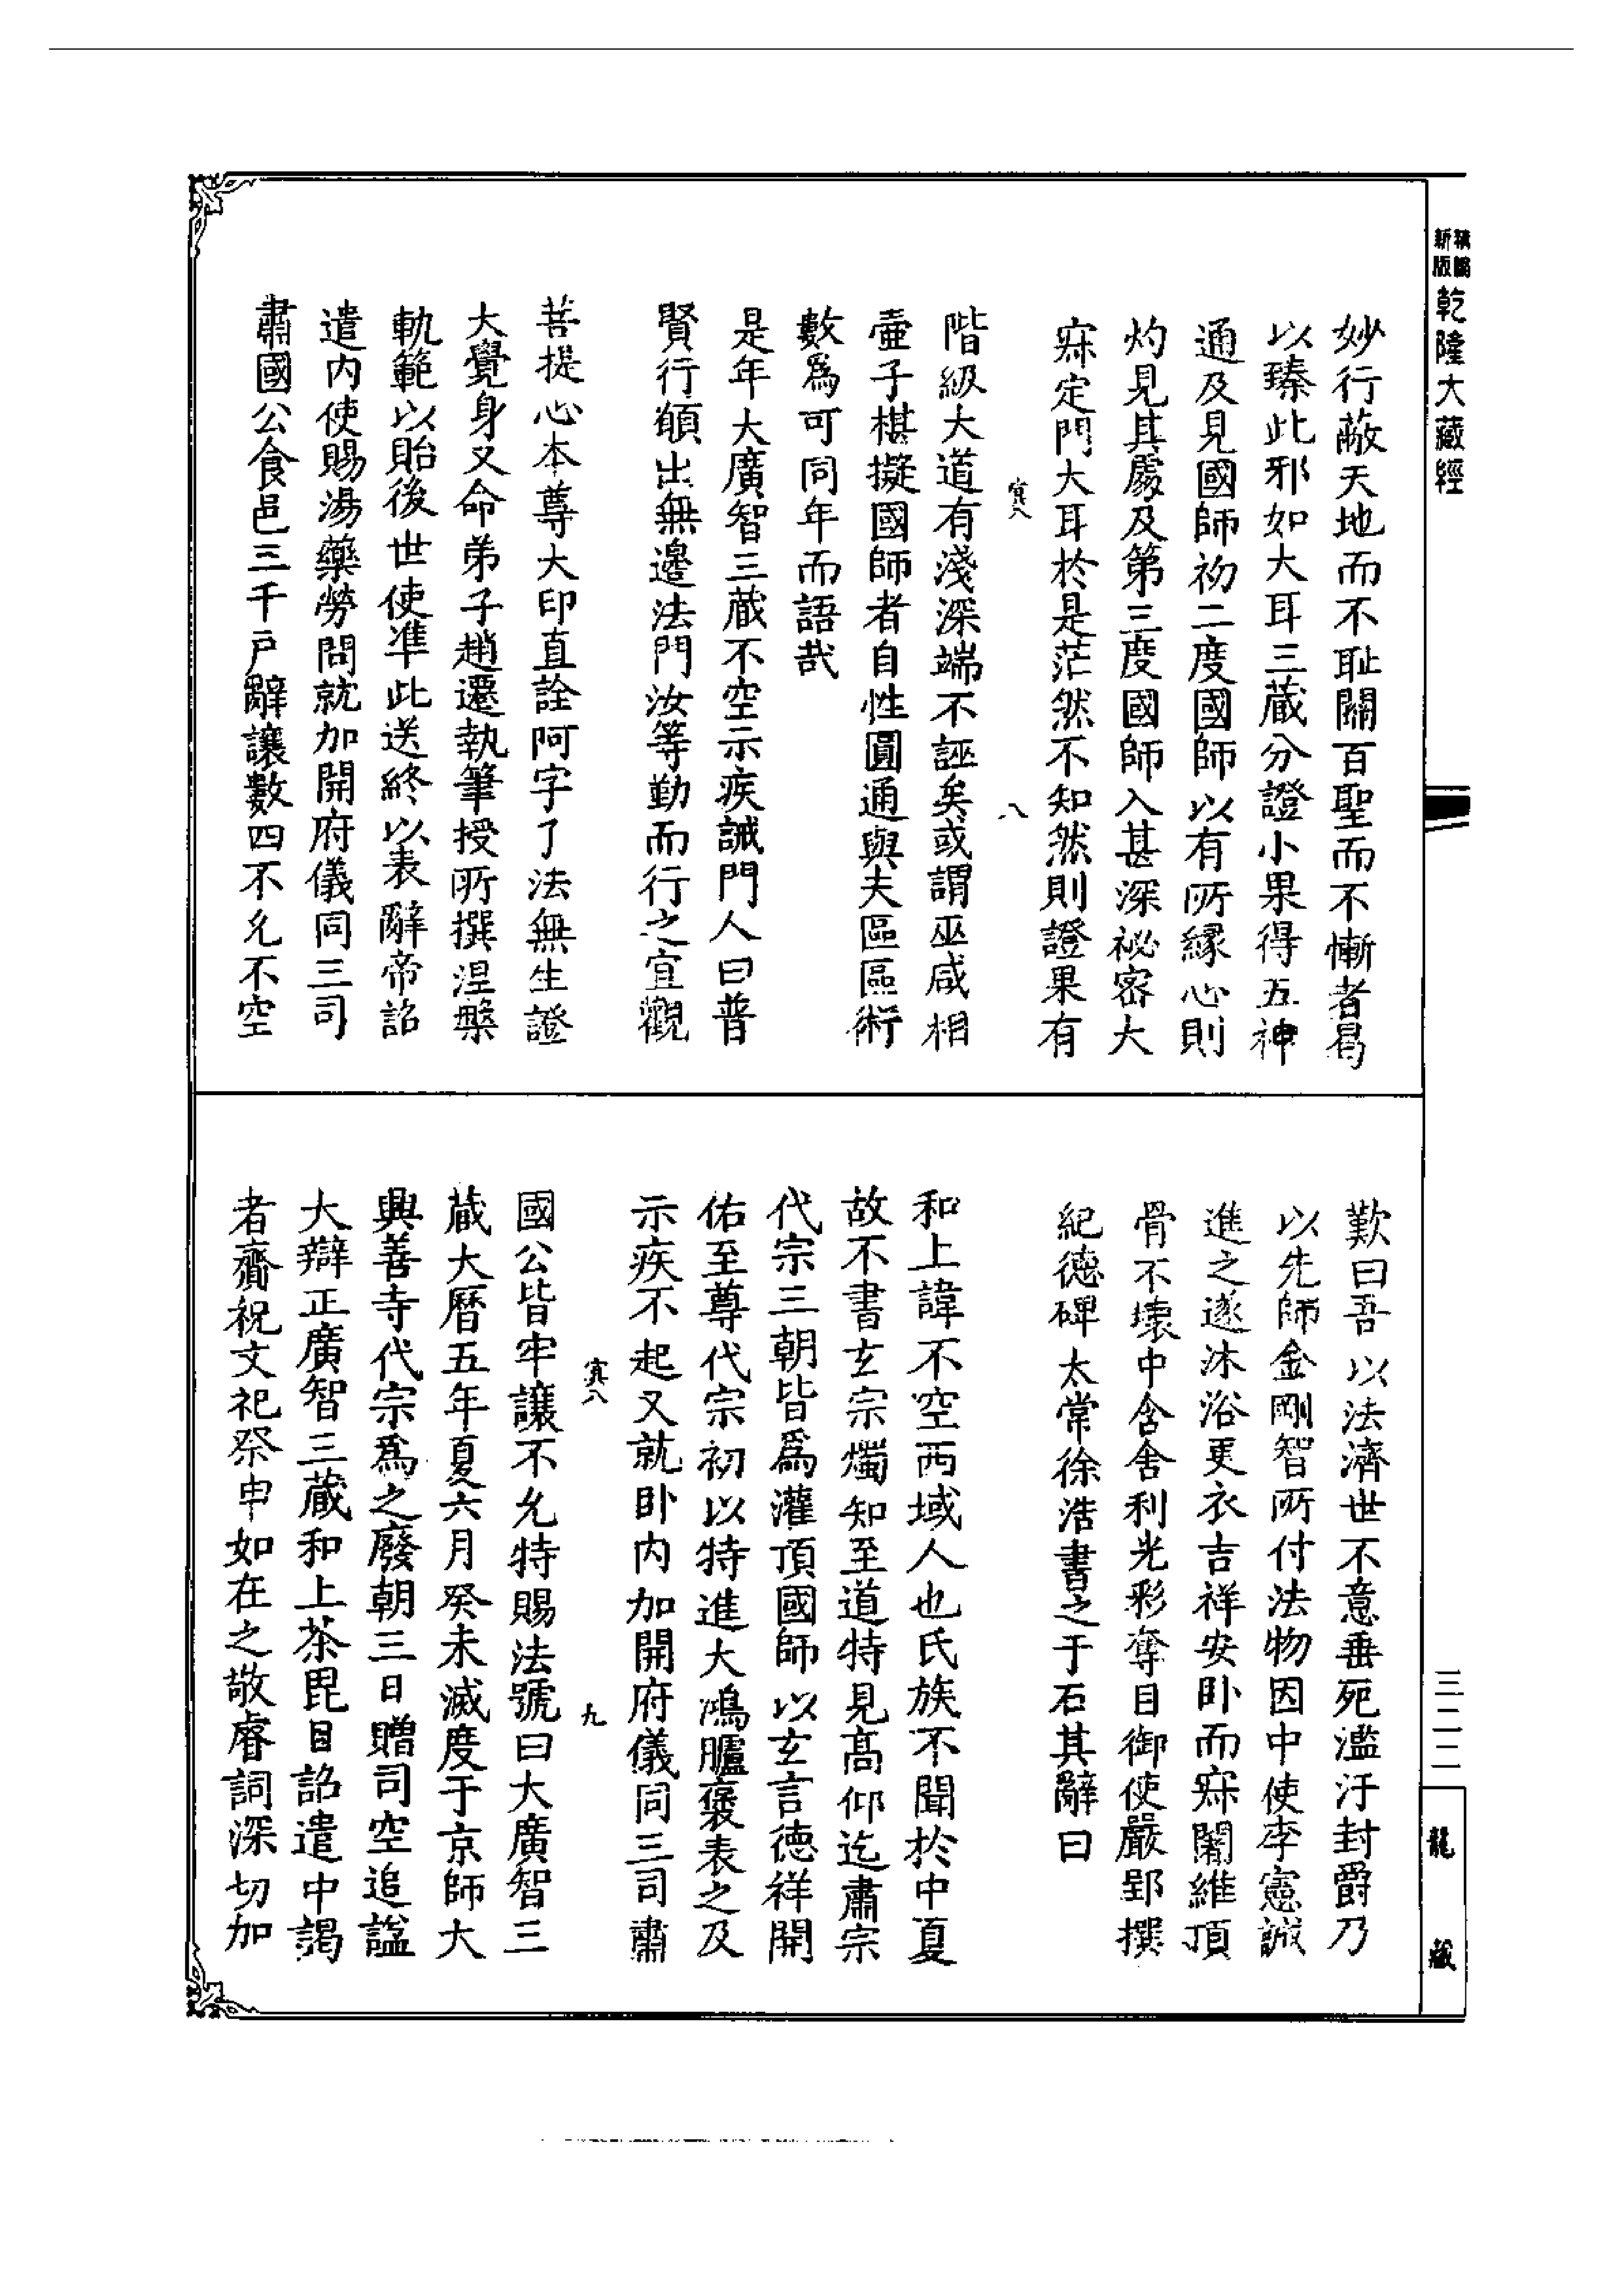 精編
新版
乾隆大藏經
妙行蔽天地而不恥關百聖而不慚者曷
以臻此邪如大耳三藏分證小果得五神
通及見國師初二度國師以有所緣心則
灼見其處及第三度國師入甚深祕密大
寂定門大耳於是茫然不知然則證果有
寘八
八
階級大道有淺深端不誣矣或謂巫咸相
壺子棋擬國師者自性圓通與夫區區術
數爲可同年而語哉
是年大廣智三藏不空示疾誡門人曰普
賢行願出無邊法門汝等勤而行之宜觀
菩提心本尊大印直詮阿字了法無生證
大覺身又命弟子趙遷執筆授所撰涅槃
軌範以貽後世使準此送終以表辭帝詔
遣內使賜湯藥勞問就加開府儀同三司
肅國公食邑三千戶辭讓數四不允不空
歎曰吾以法濟世不意垂死濫汙封爵乃
以先師金剛智所付法物因中使李憲誠
進之遂沐浴更衣吉祥安臥而寂闍維頂
骨不壞中含舍利光彩奪目御使嚴郢撰
紀德碑太常徐浩書之于石其辭曰
和上諱不空西域人也氏族不聞於中夏
故不書玄宗燭知至道特見高仰迄肅宗
代宗三朝皆爲灌頂國師以玄言德祥開
佑至尊代宗初以特進大鴻臚褒表之及
示疾不起又就臥內加開府儀同三司肅
寘八
九
國公皆牢讓不允特賜法號曰大廣智三
藏大曆五年夏六月癸未滅度于京師大
興善寺代宗爲之廢朝三日贈司空追諡
大辯正廣智三藏和上茶毘日詔遣中謁
者齎祝文祀祭申如在之敬睿詞深切加
三二二
龍藏